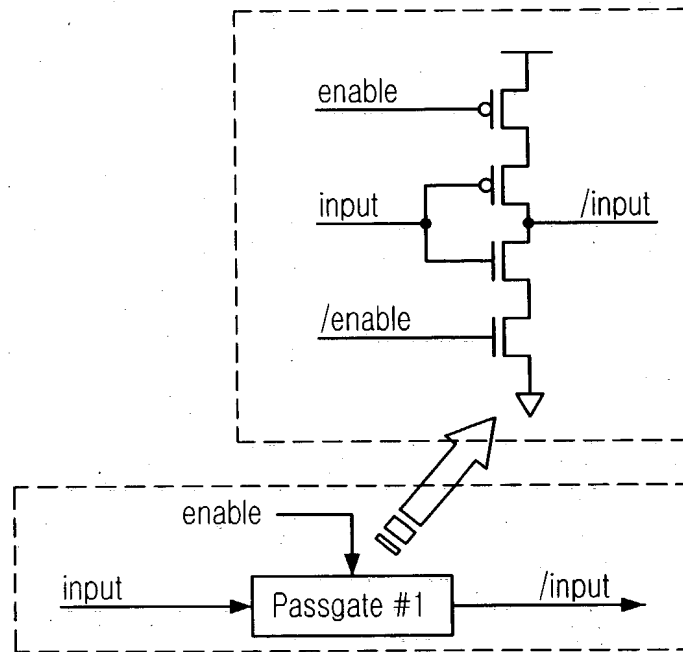 enable
input
/input
/enable
enable
input
Passgate #1
/input